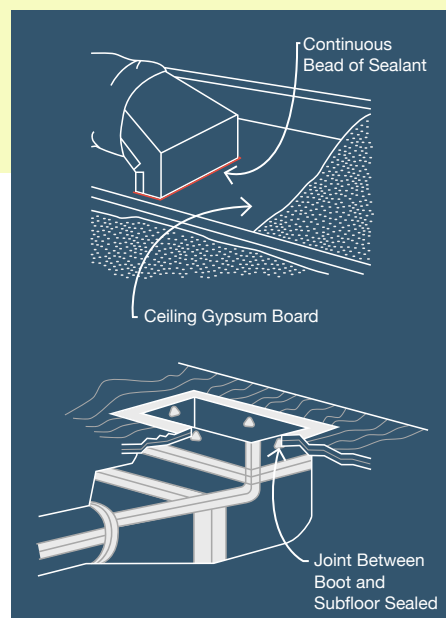 Continuous
Bead of Sealant
Ceiling Gypsum Board
Joint Between
Boot and
Subfloor Sealed